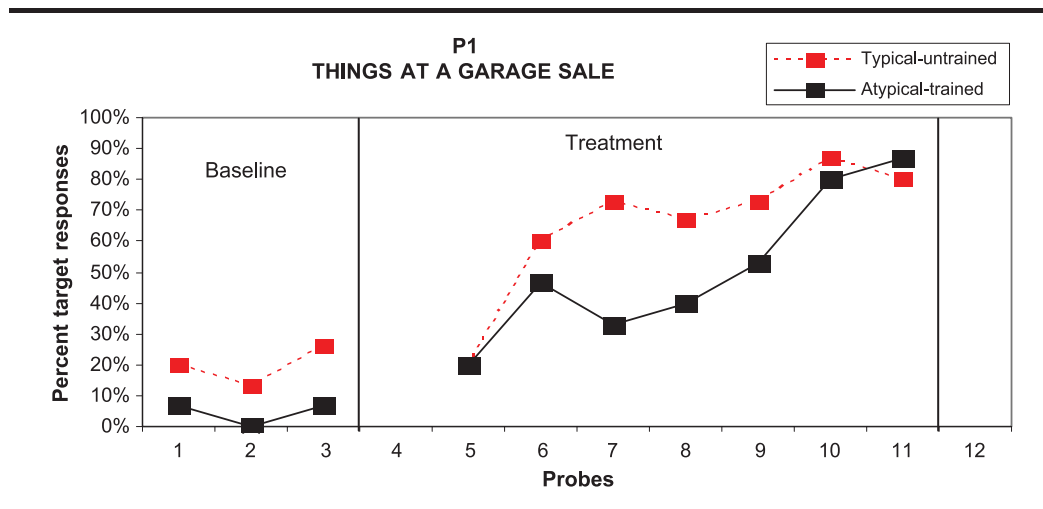 P1
THINGS AT A GARAGE SALE
Typical-untrained
Atypical-trained
Percent target responses
100%
90%
80%
70%
60%
50%
40%
30%
20%
10%
0%
Baseline
Treatment
1 2 3 4 5 6 7 8 9 10 11 12
Probes